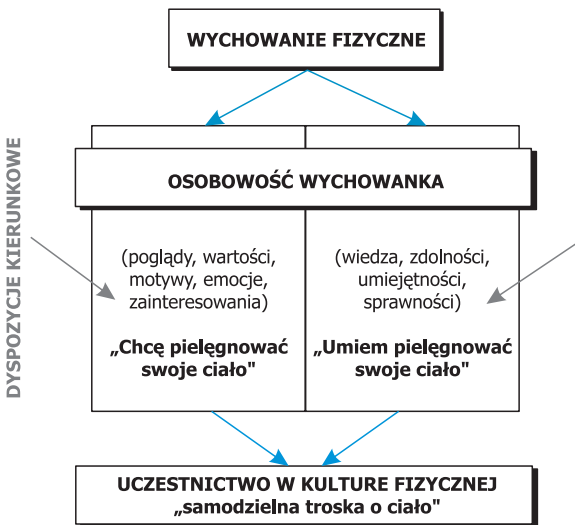 WYCHOWANIE FIZYCZNE
DYSPOZYCJE KIERUNKOWE
OSOBOWOŚĆ WYCHOWANKA
(poglądy, wartości,
motywy, emocje,
zainteresowania)
„Chcę pielęgnować
swoje ciało"
(wiedza, zdolności,
umiejętności,
sprawności)
„Umiem pielęgnować
swoje ciało"
UCZESTNICTWO W KULTURE FIZYCZNEJ
„samodzielna troska o ciało"